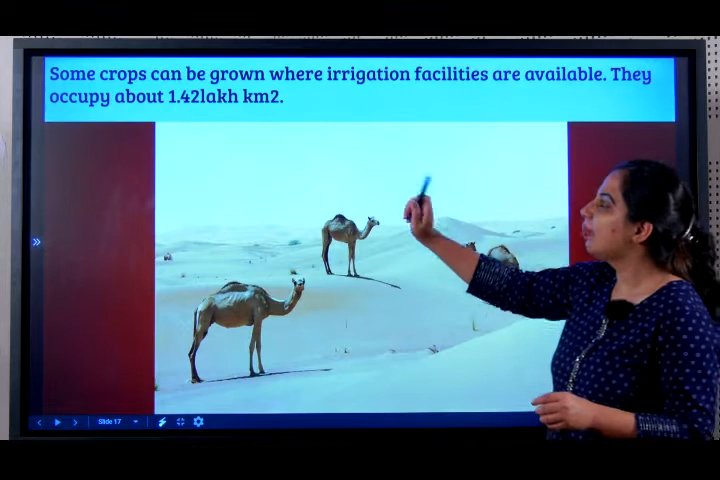 Some crops can be grown where irrigation facilities are available. They
occupy about 1.42lakh km2.
Slide 17